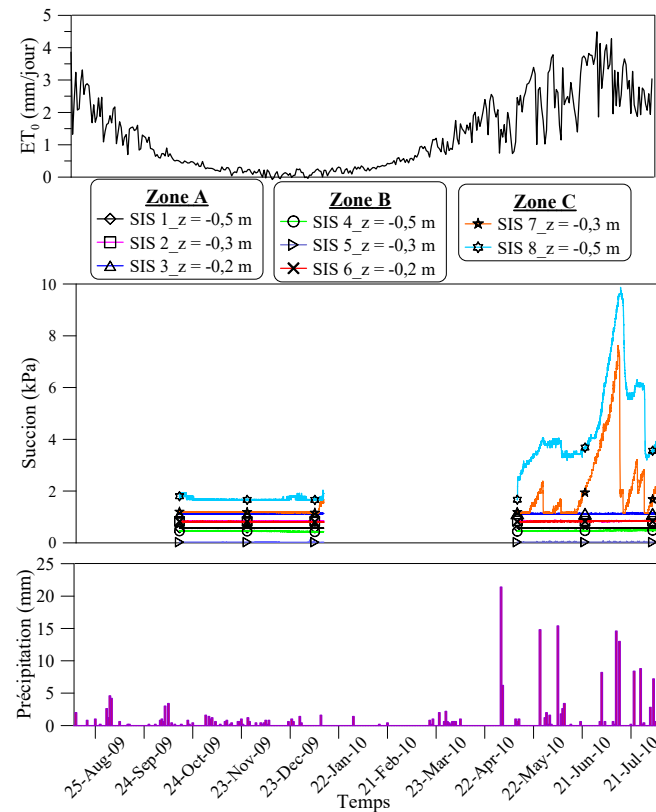 5
4
3
2
1
0
ET0 (mm/jour)
Zone A
SIS 1_z = -0,5 m
SIS 2_z = -0,3 m
SIS 3_z = -0,2 m
Zone B
SIS 4_z = -0,5 m
SIS 5_z = -0,3 m
SIS 6_z = -0,2 m
Zone C
SIS 7_z = -0,3 m
SIS 8_z = -0,5 m
10
8
6
4
2
0
Succion (kPa)
25
20
15
10
5
0
Précipitation (mm)
25-Aug-09
24-Sep-09
24-Oct-09
23-Nov-09
23-Dec-09
22-Jan-10
21-Feb-10
23-Mar-10
22-Apr-10
22-May-10
21-Jun-10
21-Jul-10
Temps